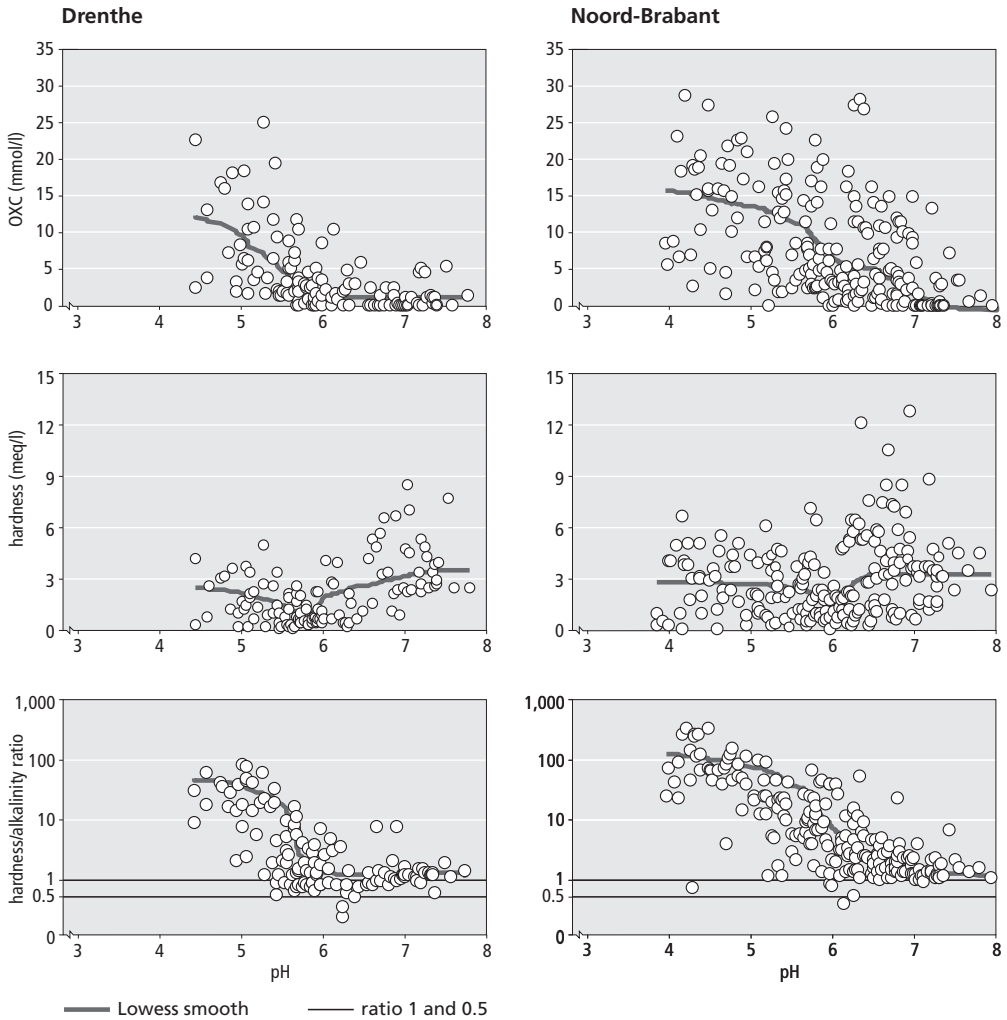 Drenthe
Noord-Brabant
OXC (mmol/l)
35
30
25
20
15
10
5
0
3 4 5 6 7 8
35
30
25
20
15
10
5
0
3 4 5 6 7 8
hardness (meq/l)
15
12
9
6
3
0
3 4 5 6 7 8
15
12
9
6
3
0
3 4 5 6 7 8
hardness/alkalinity ratio
1,000
100
10
1
0.5
0
3 4 5 6 7 8
pH
1,000
100
10
1
0.5
0
3 4 5 6 7 8
pH
Lowess smooth
ratio 1 and 0.5